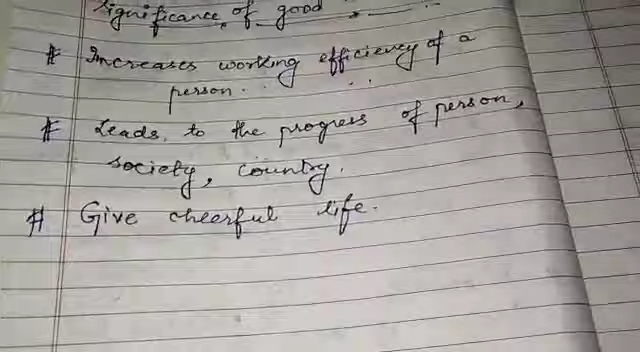 Significance of good
# Increases working efficiency of a
person.
# Leads to the progress of person,
society, country.
# Give cheerful life.